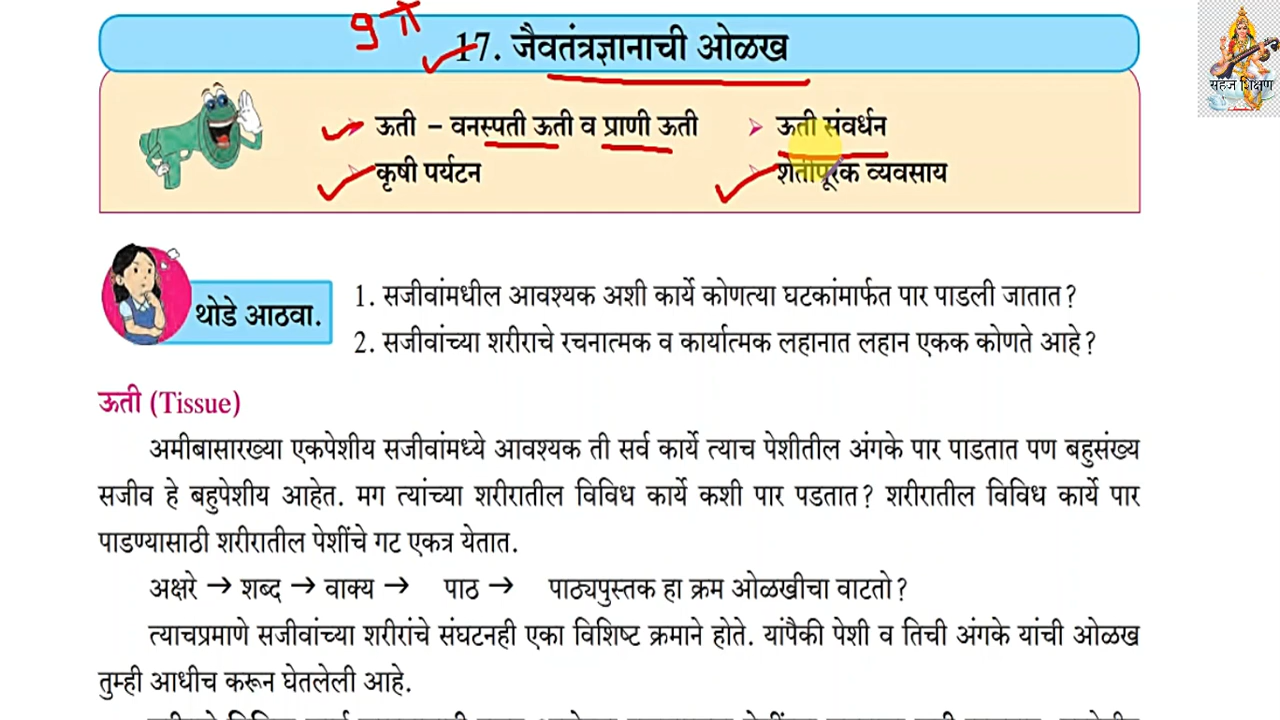 9 वी
17. जैवतंत्रज्ञानाची ओळख
सहज शिक्षण
ऊती – वनस्पती ऊती व प्राणी ऊती
ऊती संवर्धन
कृषी पर्यटन
शेतीपूरक व्यवसाय
थोडे आठवा.
1. सजीवांमधील आवश्यक अशी कार्ये कोणत्या घटकांमार्फत पार पाडली जातात?
2. सजीवांच्या शरीराचे रचनात्मक व कार्यात्मक लहानात लहान एकक कोणते आहे?
ऊती (Tissue)
अमीबासारख्या एकपेशीय सजीवांमध्ये आवश्यक ती सर्व कार्ये त्याच पेशीतील अंगके पार पाडतात पण बहुसंख्य
सजीव हे बहुपेशीय आहेत. मग त्यांच्या शरीरातील विविध कार्ये कशी पार पडतात? शरीरातील विविध कार्ये पार
पाडण्यासाठी शरीरातील पेशींचे गट एकत्र येतात.
अक्षरे → शब्द → वाक्य → पाठ → पाठ्यपुस्तक हा क्रम ओळखीचा वाटतो?
त्याचप्रमाणे सजीवांच्या शरीरांचे संघटनही एका विशिष्ट क्रमाने होते. यांपैकी पेशी व तिची अंगके यांची ओळख
तुम्ही आधीच करून घेतलेली आहे.